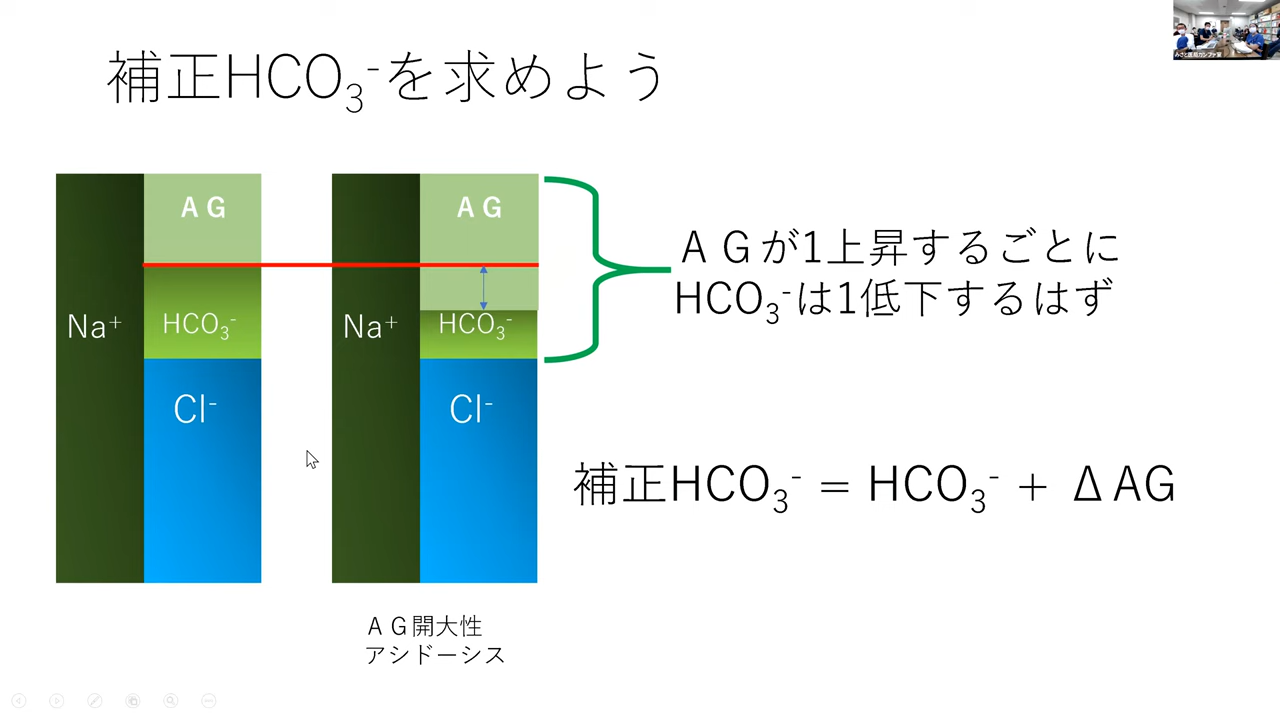 補正HCO₃⁻を求めよう
ＡＧ
Na⁺
HCO₃⁻
Cl⁻
ＡＧ
Na⁺
HCO₃⁻
Cl⁻
ＡＧ開大性
アシドーシス
ＡＧが1上昇するごとに
HCO₃⁻は1低下するはず
補正HCO₃⁻ = HCO₃⁻ + ΔAG